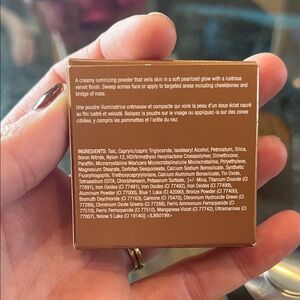 A creamy luminizing powder that veils skin in a soft pearlized glow with a lustrous
velvet finish. Sweep across face or apply to targeted areas including cheekbones and
bridge of nose.
Une poudre illuminatrice crémeuse et compacte qui voile la peau d'un doux éclat nacré
au fini lustré et velouté. Balayez la poudre sur le visage ou appliquez-la sur des zones
ciblées, y compris les pommettes et l'arête du nez.
INGREDIENTS: Talc, Caprylic/capric Triglyceride, Isostearyl Alcohol, Petrolatum, Silica,
Boron Nitride, Nylon-12, HDI/trimethylol Hexyllactone Crosspolymer, Dimethicone,
Paraffin, Microcrystalline Wax
Magnesium Stearate, Sorbitan Sesquioleate, Calcium Sodium Borosilicate, Synthetic
Fluorphlogopite, Triethoxycaprylylsilane, Calcium Aluminum Borosilicate, Tin Oxide,
Tetrasodium EDTA, Chlorphenesin, Potassium Sorbate, [+/- Mica, Titanium Dioxide (CI
77891), Iron Oxides (CI 77491), Iron Oxides (CI 77492), Iron Oxides (CI 77499),
Aluminum Powder (CI 77000), Blue 1 Lake (CI 42090), Bronze Powder (CI 77400),
Bismuth Oxychloride (CI 77163), Carmine (CI 75470), Chromium Hydroxide Green (CI
77289), Chromium Oxide Greens (CI 77288), Ferric Ammonium Ferrocyanide (CI
77510), Ferric Ferrocyanide (CI 77510), Manganese Violet (CI 77742), Ultramarines (CI
77007), Yellow 5 Lake (CI 19140)]